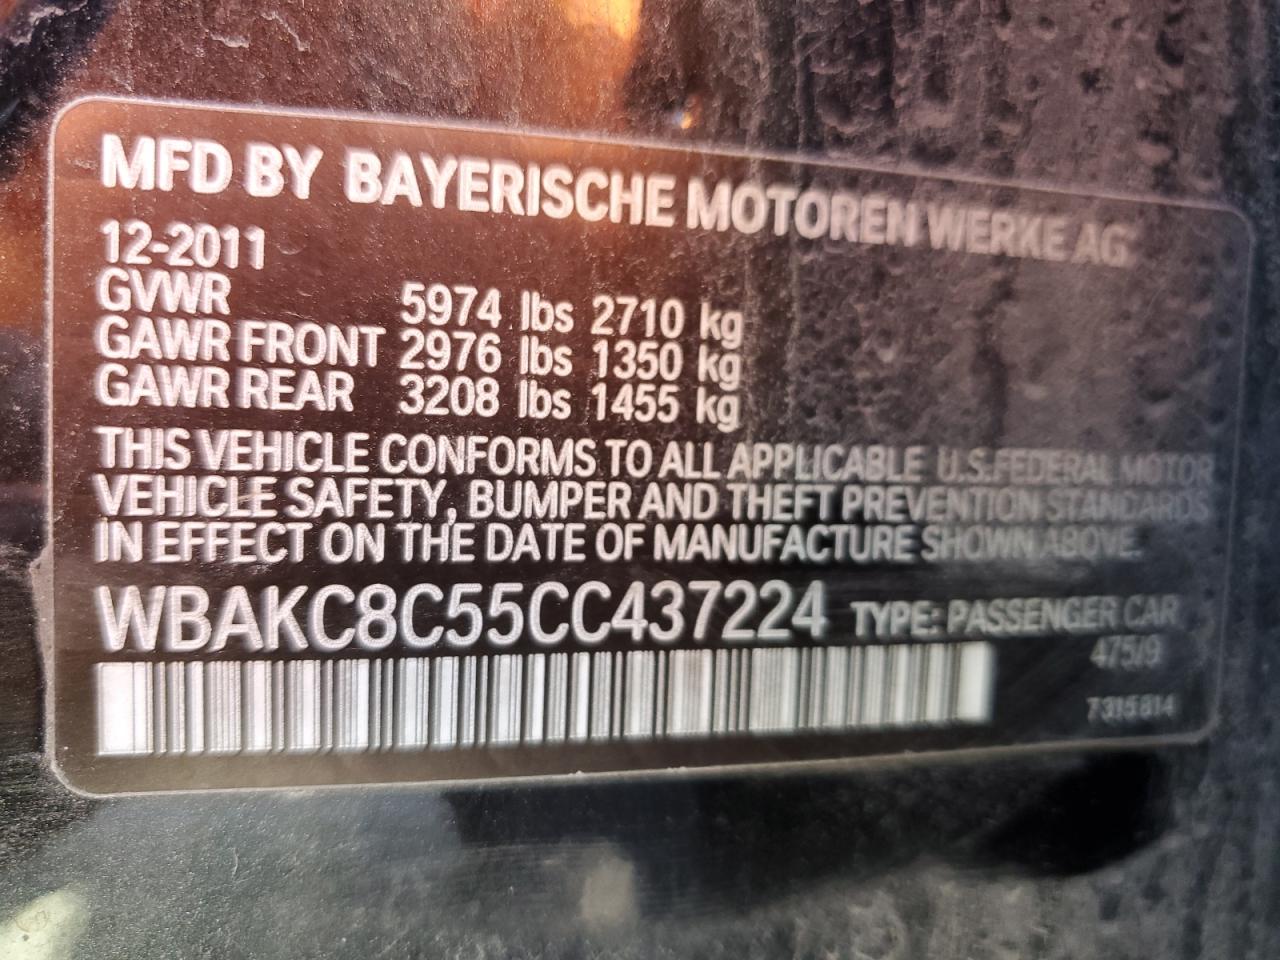 MFD BY BAYERISCHE MOTOREN WERKE AG
12-2011
GVWR 5974 lbs 2710 kg
GAWR FRONT 2976 lbs 1350 kg
GAWR REAR 3208 lbs 1455 kg
THIS VEHICLE CONFORMS TO ALL APPLICABLE U.S. FEDERAL MOTOR
VEHICLE SAFETY, BUMPER AND THEFT PREVENTION STANDARDS
IN EFFECT ON THE DATE OF MANUFACTURE SHOWN ABOVE.
WBAKC8C55CC437224 TYPE: PASSENGER CAR
475/9
7315814